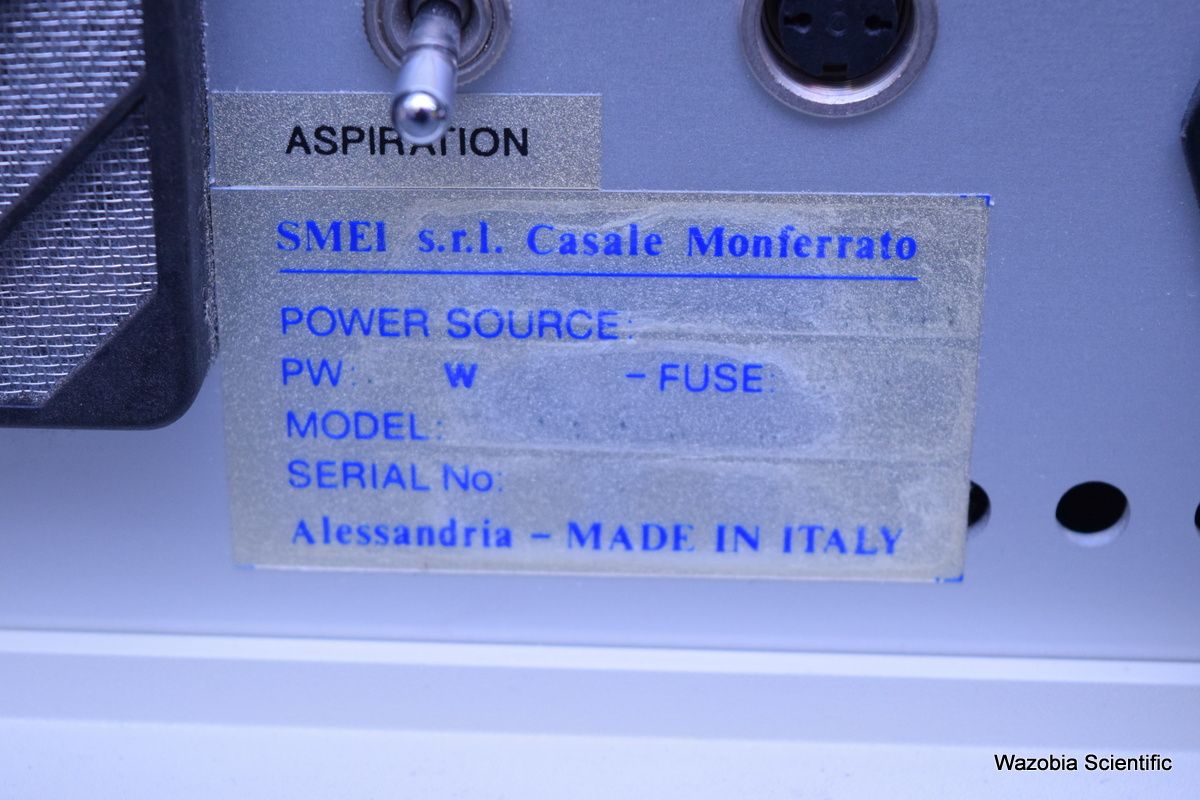 ASPIRATION
SMEI s.r.l. Casale Monferrato
POWER SOURCE:
PW: W - FUSE:
MODEL:
SERIAL No:
Alessandria - MADE IN ITALY
Wazobia Scientific